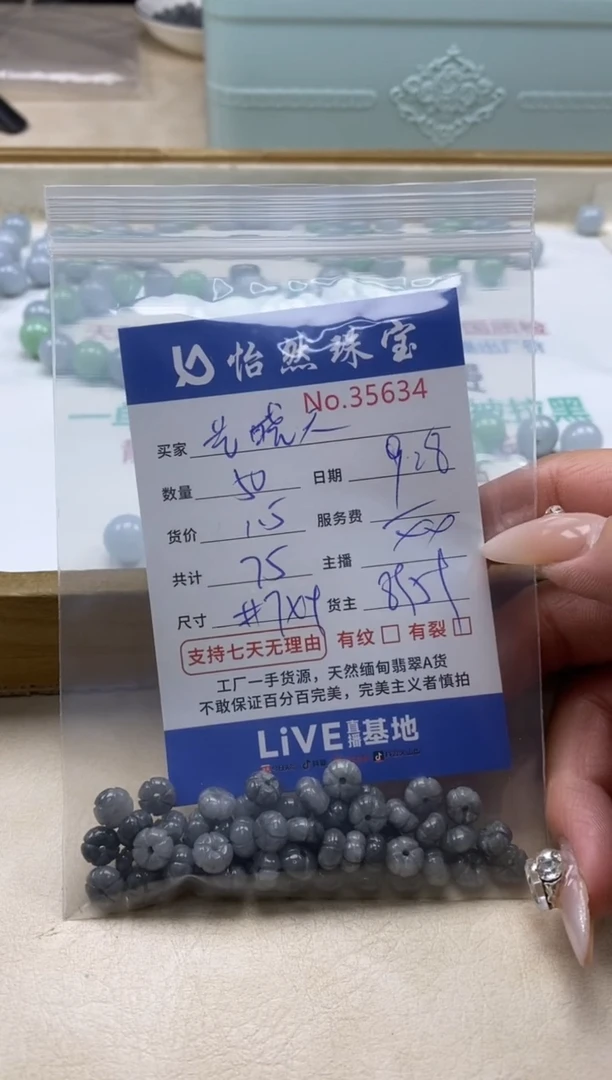 怡然珠宝
No.35634
买家
数量 50 日期 9.28
货价 1.5 服务费
共计 75 主播
尺寸 #7x9 货主
支持七天无理由 有纹 有裂
工厂一手货源，天然缅甸翡翠A货
不敢保证百分百完美，完美主义者慎拍
LiVE直播基地